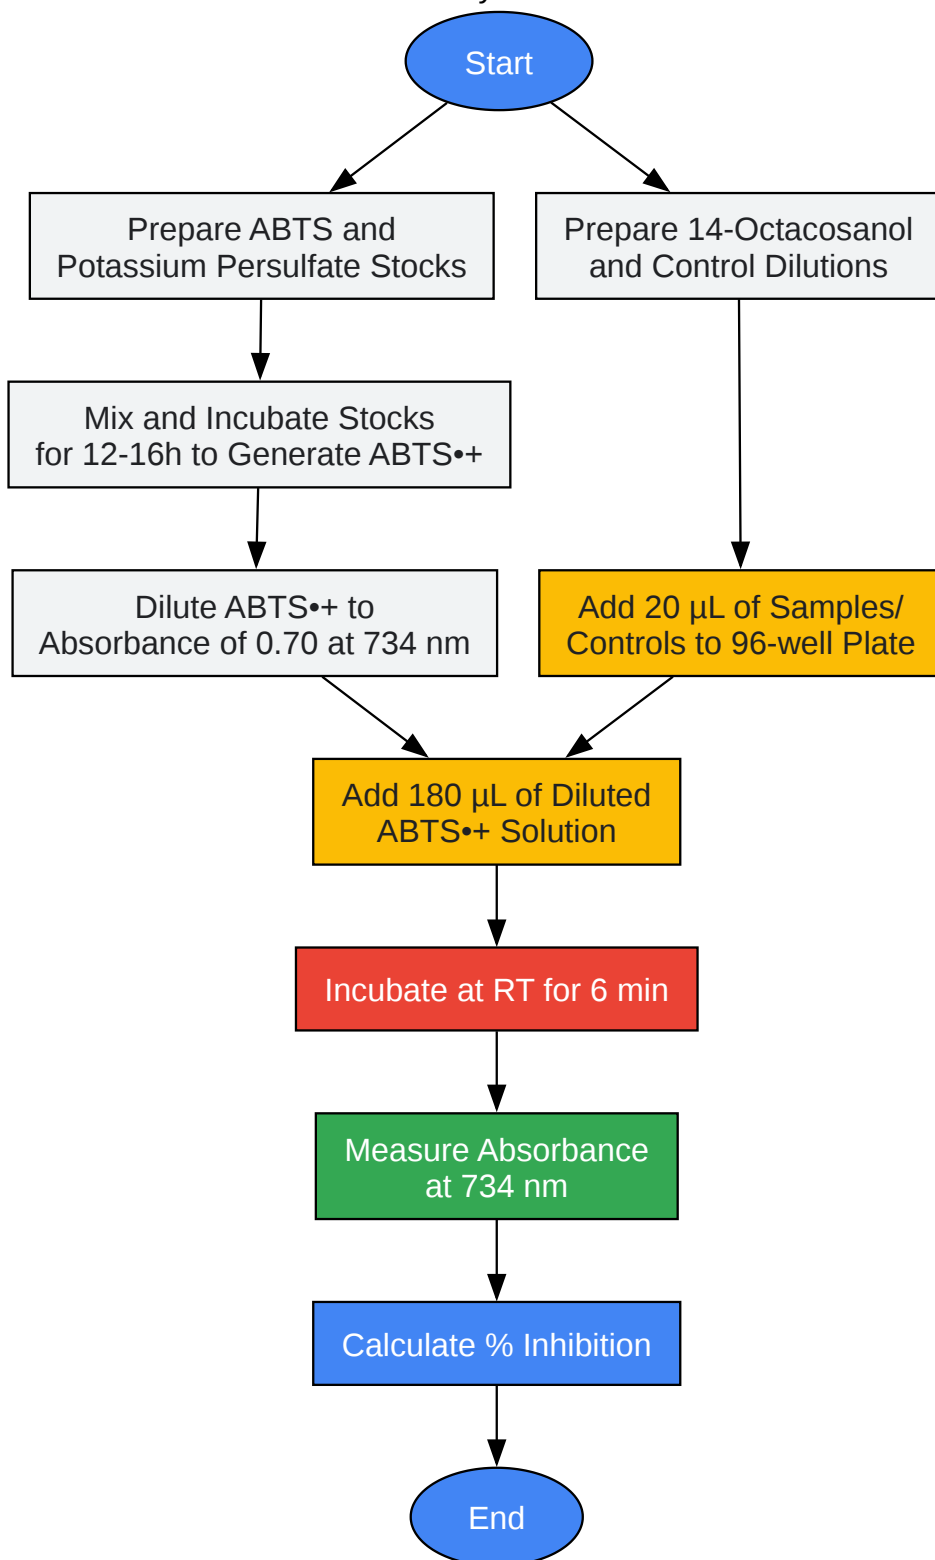 Start
Prepare ABTS and
Potassium Persulfate Stocks
Prepare 14-Octacosanol
and Control Dilutions
Mix and Incubate Stocks
for 12-16h to Generate ABTS•+
Dilute ABTS•+ to
Absorbance of 0.70 at 734 nm
Add 20 µL of Samples/
Controls to 96-well Plate
Add 180 µL of Diluted
ABTS•+ Solution
Incubate at RT for 6 min
Measure Absorbance
at 734 nm
Calculate % Inhibition
End